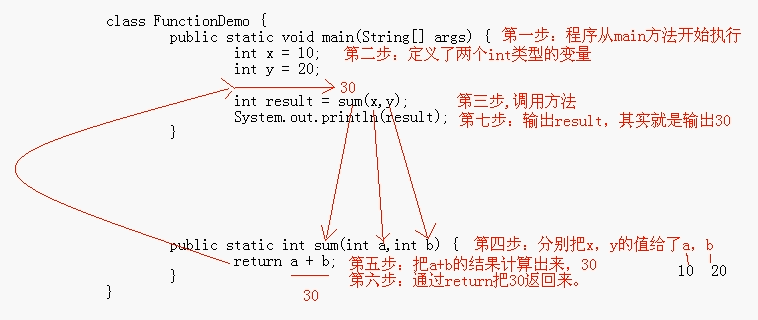 class FunctionDemo {
public static void main(String[] args) { 第一步：程序从main方法开始执行
int x = 10; 第二步：定义了两个int类型的变量
int y = 20;
30
int result = sum(x,y); 第三步,调用方法
System.out.println(result); 第七步：输出result，其实就是输出30
}
public static int sum(int a,int b) { 第四步：分别把x，y的值给了a，b
return a + b; 第五步：把a+b的结果计算出来，30
10 20
} 第六步：通过return把30返回来。
30
}